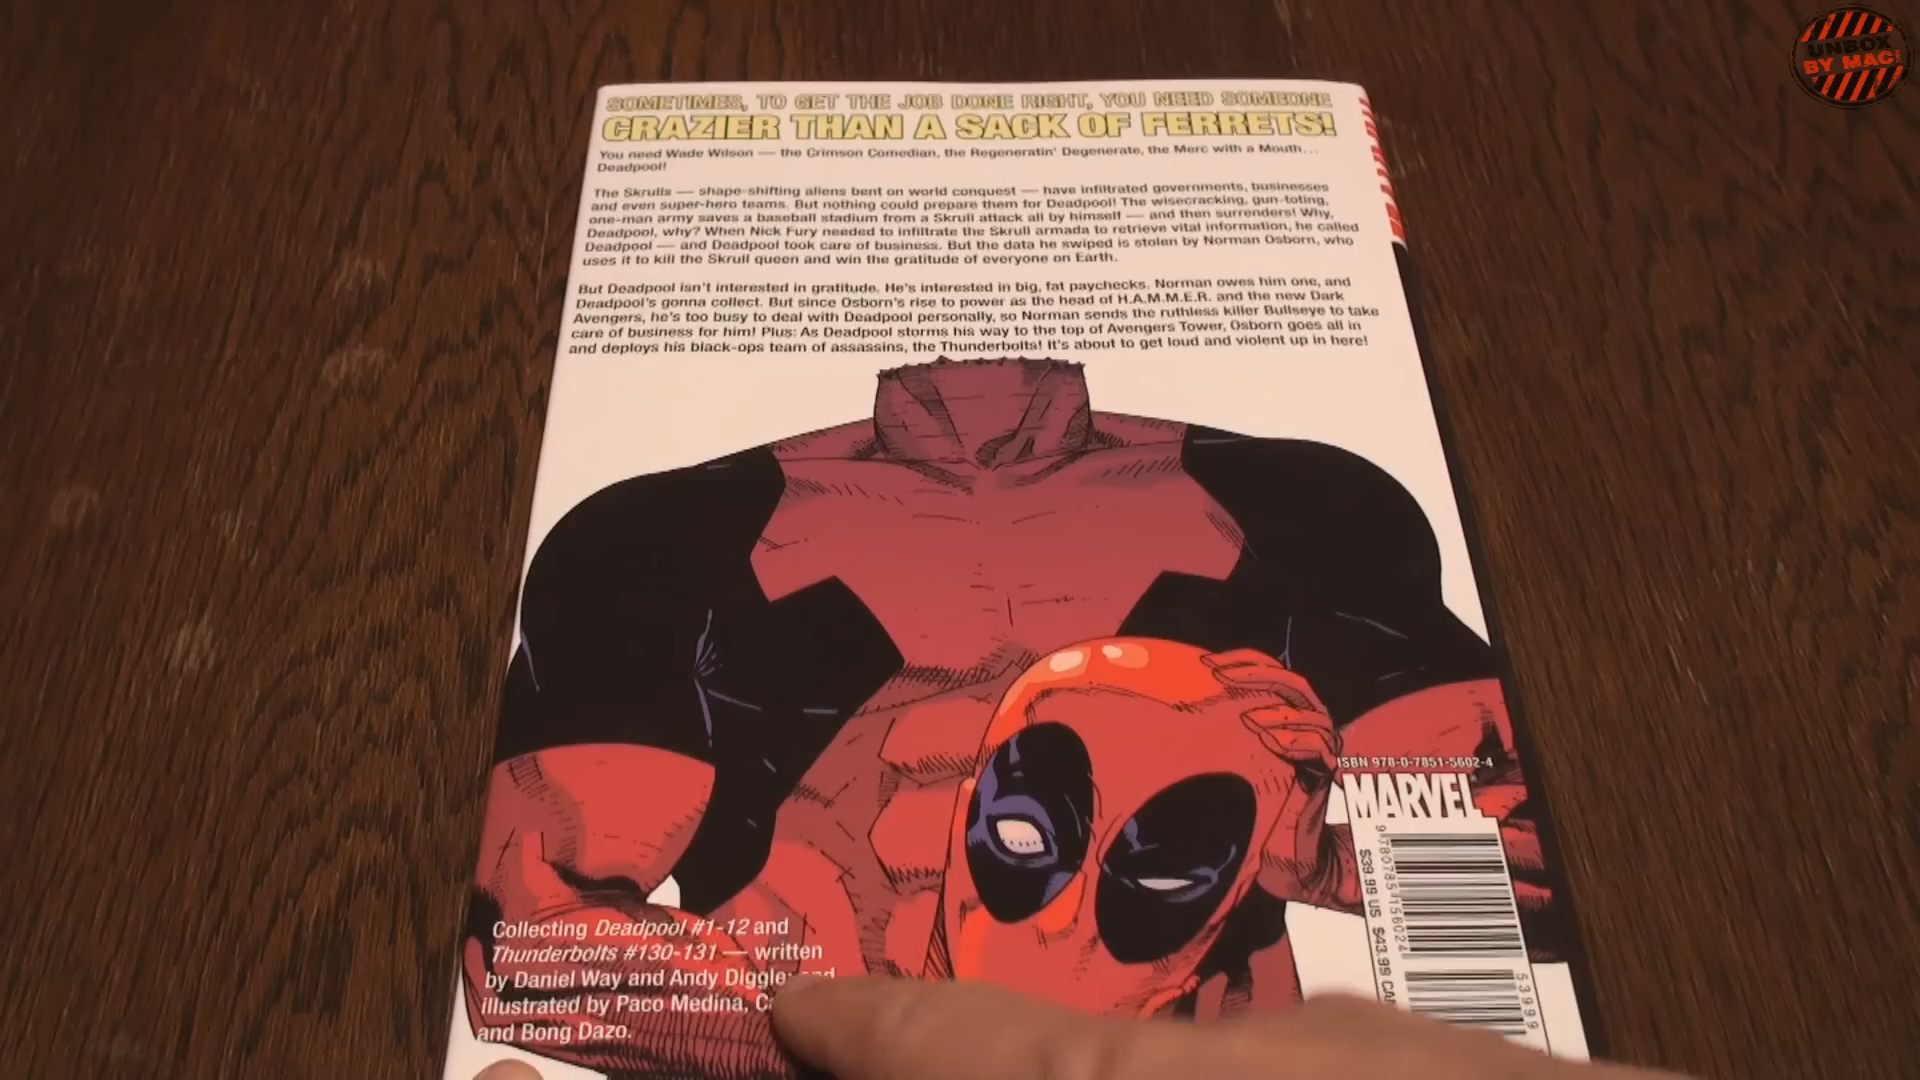 UNBOX
BY MAC!
SOMETIMES, TO GET THE JOB DONE RIGHT, YOU NEED SOMEONE
CRAZIER THAN A SACK OF FERRETS!
You need Wade Wilson — the Crimson Comedian, the Regeneratin' Degenerate, the Merc with a Mouth...
Deadpool!
The Skrulls — shape-shifting aliens bent on world conquest — have infiltrated governments, businesses
and even super-hero teams. But nothing could prepare them for Deadpool! The wisecracking, gun-toting,
one-man army saves a baseball stadium from a Skrull attack all by himself — and then surrenders! Why,
Deadpool, why? When Nick Fury needed to infiltrate the Skrull armada to retrieve vital information, he called
Deadpool — and Deadpool took care of business. But the data he swiped is stolen by Norman Osborn, who
uses it to kill the Skrull queen and win the gratitude of everyone on Earth.
But Deadpool isn't interested in gratitude. He's interested in big, fat paychecks. Norman owes him one, and
Deadpool's gonna collect. But since Osborn's rise to power as the head of H.A.M.M.E.R. and the new Dark
Avengers, he's too busy to deal with Deadpool personally, so Norman sends the ruthless killer Bullseye to take
care of business for him! Plus: As Deadpool storms his way to the top of Avengers Tower, Osborn goes all in
and deploys his black-ops team of assassins, the Thunderbolts! It's about to get loud and violent up in here!
ISBN 978-0-7851-5602-4
MARVEL
9780785156024
$39.99 US $43.99 CAN
53999
Collecting Deadpool #1-12 and
Thunderbolts #130-131 — written
by Daniel Way and Andy Diggle; and
illustrated by Paco Medina,
and Bong Dazo.